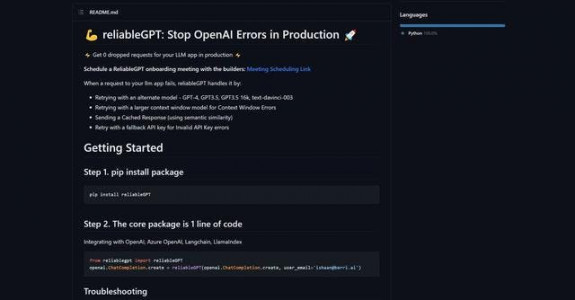 README.md
Languages
Python 100.0%
💪 reliableGPT: Stop OpenAI Errors in Production 🚀
⚡ Get 0 dropped requests for your LLM app in production ⚡
Schedule a ReliableGPT onboarding meeting with the builders: Meeting Scheduling Link
When a request to your llm app fails, reliableGPT handles it by:
• Retrying with an alternate model - GPT-4, GPT3.5, GPT3.5 16k, text-davinci-003
• Retrying with a larger context window model for Context Window Errors
• Sending a Cached Response (using semantic similarity)
• Retry with a fallback API key for Invalid API Key errors
Getting Started
Step 1. pip install package
pip install reliableGPT
Step 2. The core package is 1 line of code
Integrating with OpenAI, Azure OpenAI, Langchain, LlamaIndex
from reliablegpt import reliableGPT
openai.ChatCompletion.create = reliableGPT(openai.ChatCompletion.create, user_email='ishaan@berri.ai')
Troubleshooting